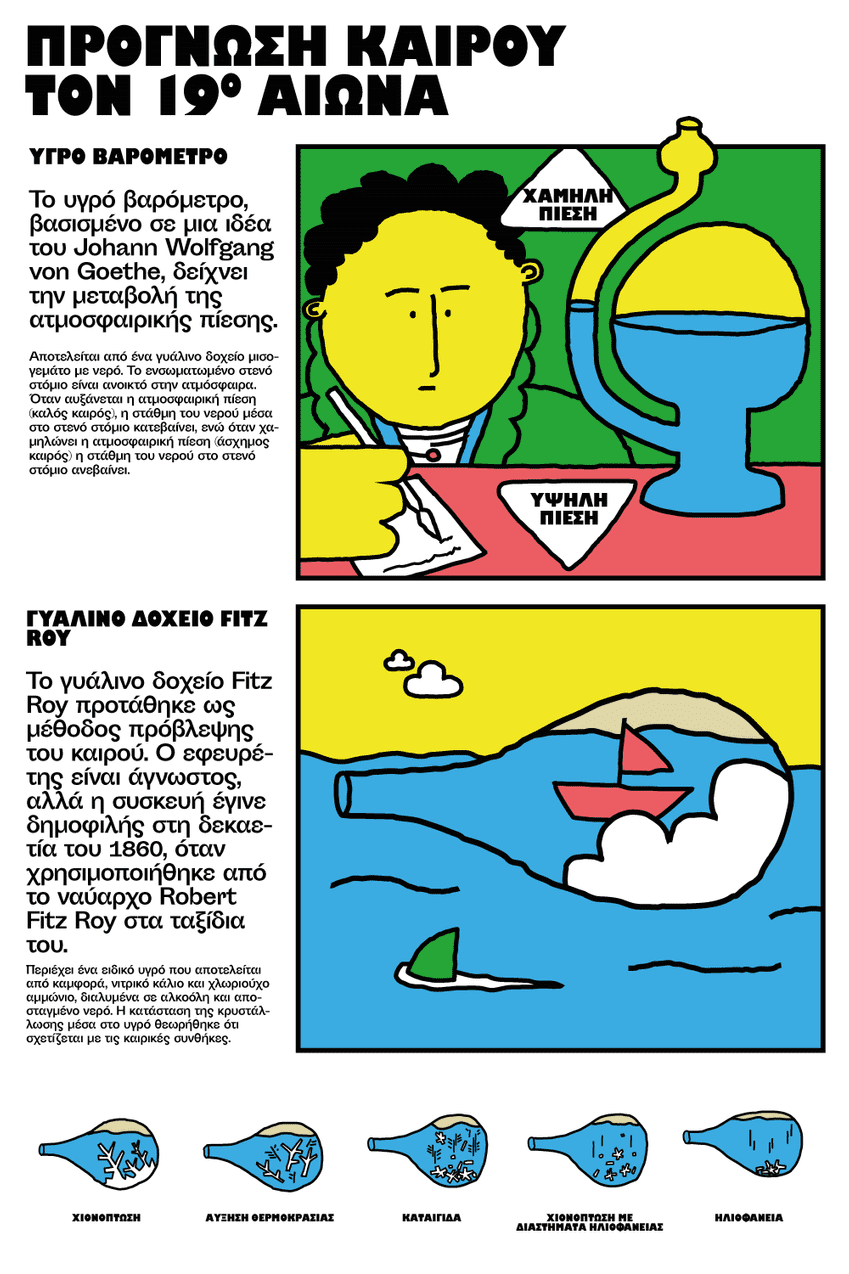 ΠΡΟΓΝΩΣΗ ΚΑΙΡΟΥ
ΤΟΝ 19º ΑΙΩΝΑ
ΥΓΡΟ ΒΑΡΟΜΕΤΡΟ
Το υγρό βαρόμετρο,
βασισμένο σε μια ιδέα
του Johann Wolfgang
von Goethe, δείχνει
την μεταβολή της
ατμοσφαιρικής πίεσης.
Αποτελείται από ένα γυάλινο δοχείο μισο-
γεμάτο με νερό. Το ενσωματωμένο στενό
στόμιο είναι ανοικτό στην ατμόσφαιρα.
Όταν αυξάνεται η ατμοσφαιρική πίεση
(καλός καιρός), η στάθμη του νερού μέσα
στο στενό στόμιο κατεβαίνει, ενώ όταν χα-
μηλώνει η ατμοσφαιρική πίεση (άσχημος
καιρός) η στάθμη του νερού στο στενό
στόμιο ανεβαίνει.
ΧΑΜΗΛΗ
ΠΙΕΣΗ
ΥΨΗΛΗ
ΠΙΕΣΗ
ΓΥΑΛΙΝΟ ΔΟΧΕΙΟ FITZ
ROY
Το γυάλινο δοχείο Fitz
Roy προτάθηκε ως
μέθοδος πρόβλεψης
του καιρού. Ο εφευρέ-
της είναι άγνωστος,
αλλά η συσκευή έγινε
δημοφιλής στη δεκαε-
τία του 1860, όταν
χρησιμοποιήθηκε από
το ναύαρχο Robert
Fitz Roy στα ταξίδια
του.
Περιέχει ένα ειδικό υγρό που αποτελείται
από καμφορά, νιτρικό κάλιο και χλωριούχο
αμμώνιο, διαλυμένα σε αλκοόλη και απο-
σταγμένο νερό. Η κατάσταση της κρυστάλ-
λωσης μέσα στο υγρό θεωρήθηκε ότι
σχετίζεται με τις καιρικές συνθήκες.
ΧΙΟΝΟΠΤΩΣΗ
ΑΥΞΗΣΗ ΘΕΡΜΟΚΡΑΣΙΑΣ
ΚΑΤΑΙΓΙΔΑ
ΧΙΟΝΟΠΤΩΣΗ ΜΕ
ΔΙΑΣΤΗΜΑΤΑ ΗΛΙΟΦΑΝΕΙΑΣ
ΗΛΙΟΦΑΝΕΙΑ